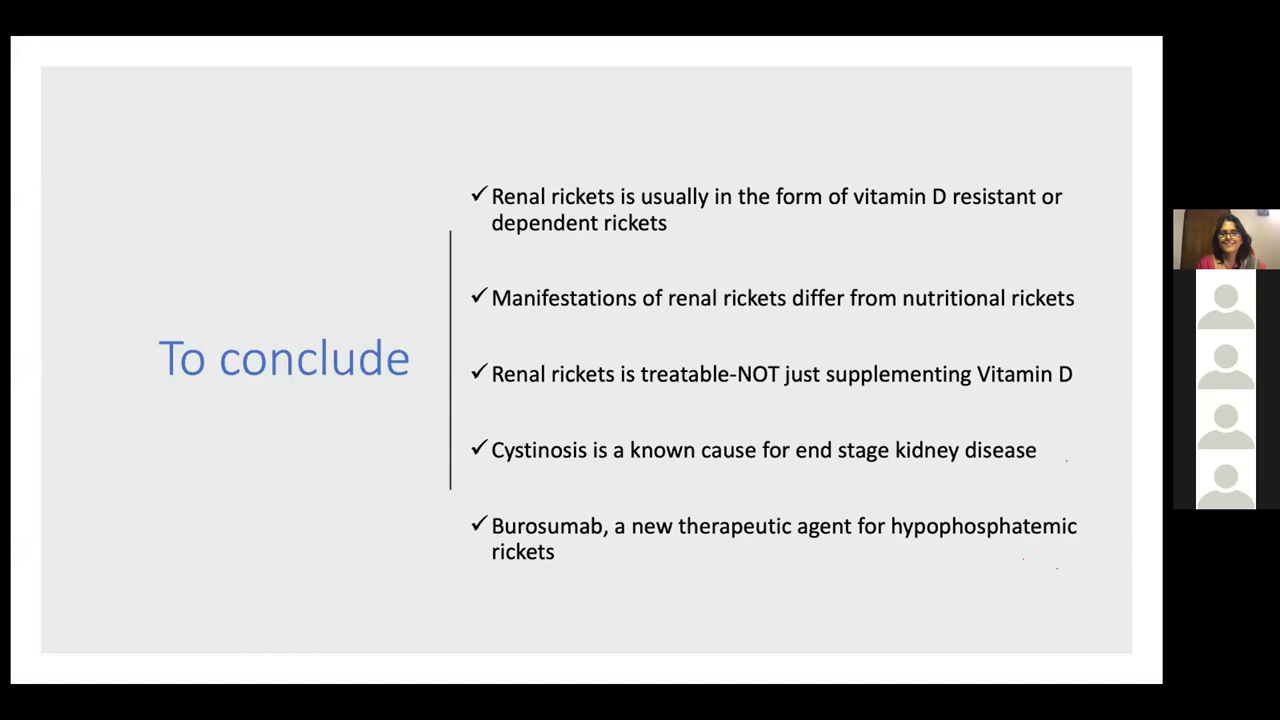 To conclude
✓Renal rickets is usually in the form of vitamin D resistant or
dependent rickets
✓Manifestations of renal rickets differ from nutritional rickets
✓Renal rickets is treatable-NOT just supplementing Vitamin D
✓Cystinosis is a known cause for end stage kidney disease
✓Burosumab, a new therapeutic agent for hypophosphatemic
rickets